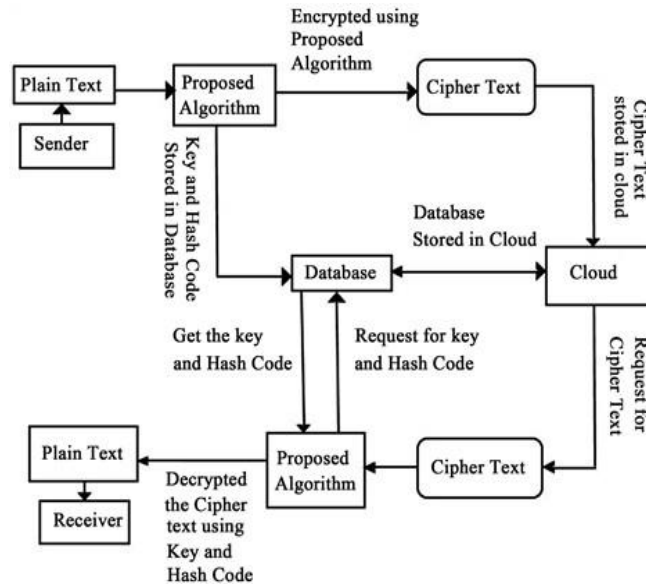 Encrypted using
Proposed
Algorithm
Plain Text
Proposed
Algorithm
Cipher Text
Sender
Key and Hash Code
Stored in Database
Cipher Text
stoted in cloud
Database
Stored in Cloud
Database
Cloud
Get the key
and Hash Code
Request for key
and Hash Code
Request for
Cipher Text
Plain Text
Proposed
Algorithm
Cipher Text
Receiver
Decrypted
the Cipher
text using
Key and
Hash Code